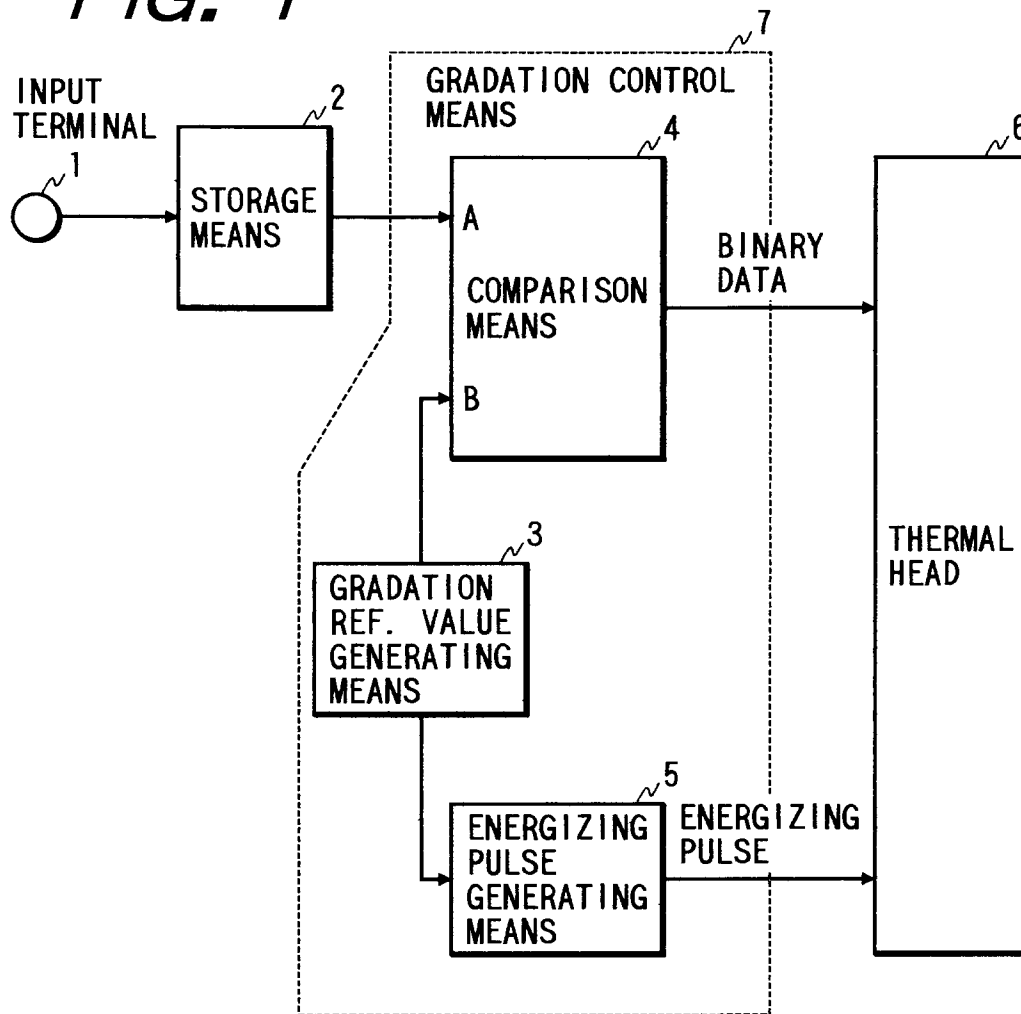 FIG. 1
7
INPUT
TERMINAL
1
2
STORAGE
MEANS
GRADATION CONTROL
MEANS
4
A
COMPARISON
MEANS
B
BINARY
DATA
6
THERMAL
HEAD
3
GRADATION
REF. VALUE
GENERATING
MEANS
5
ENERGIZING
PULSE
GENERATING
MEANS
ENERGIZING
PULSE